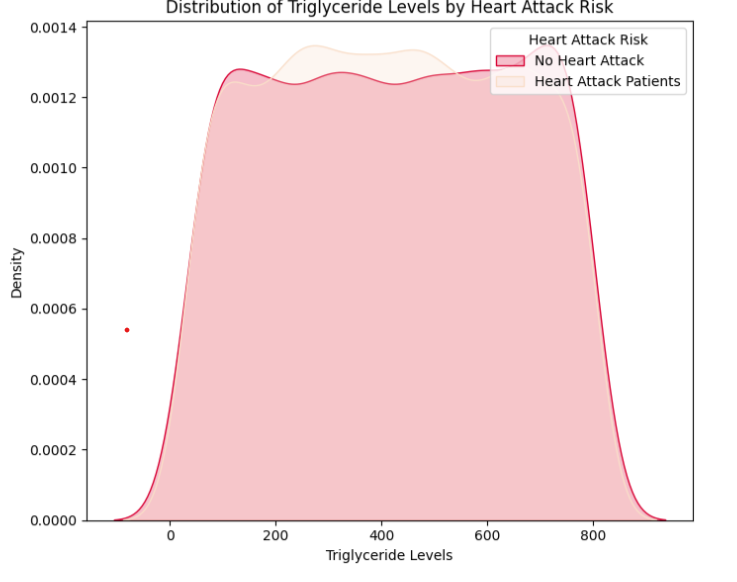 Distribution of Triglyceride Levels by Heart Attack Risk
0.0014
0.0012
0.0010
0.0008
0.0006
0.0004
0.0002
0.0000
Density
Heart Attack Risk
No Heart Attack
Heart Attack Patients
0
200
400
600
800
Triglyceride Levels